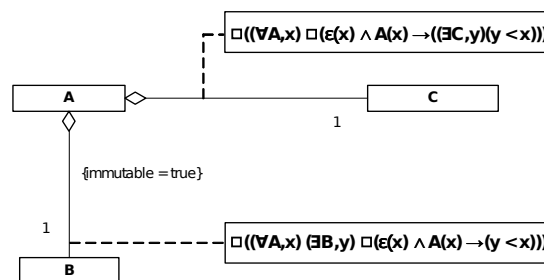 □((∀A,x) □(ε(x) ∧ A(x) →((∃C,y)(y < x)))
A
C
1
{immutable = true}
1
□((∀A,x) (∃B,y) □(ε(x) ∧ A(x) →(y < x)))
B